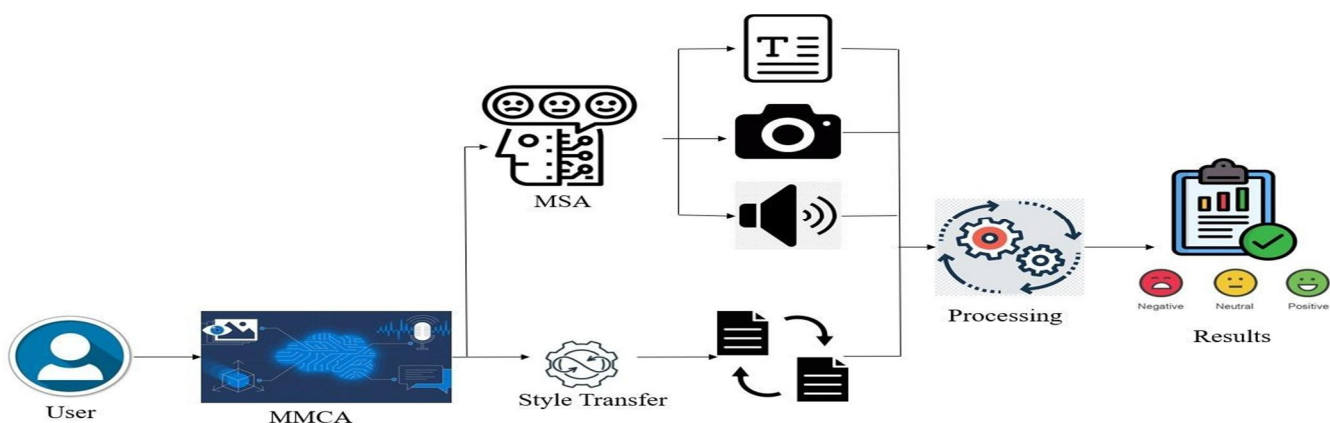 T
MSA
Processing
Negative
Neutral
Positive
Results
User
MMCA
Style Transfer